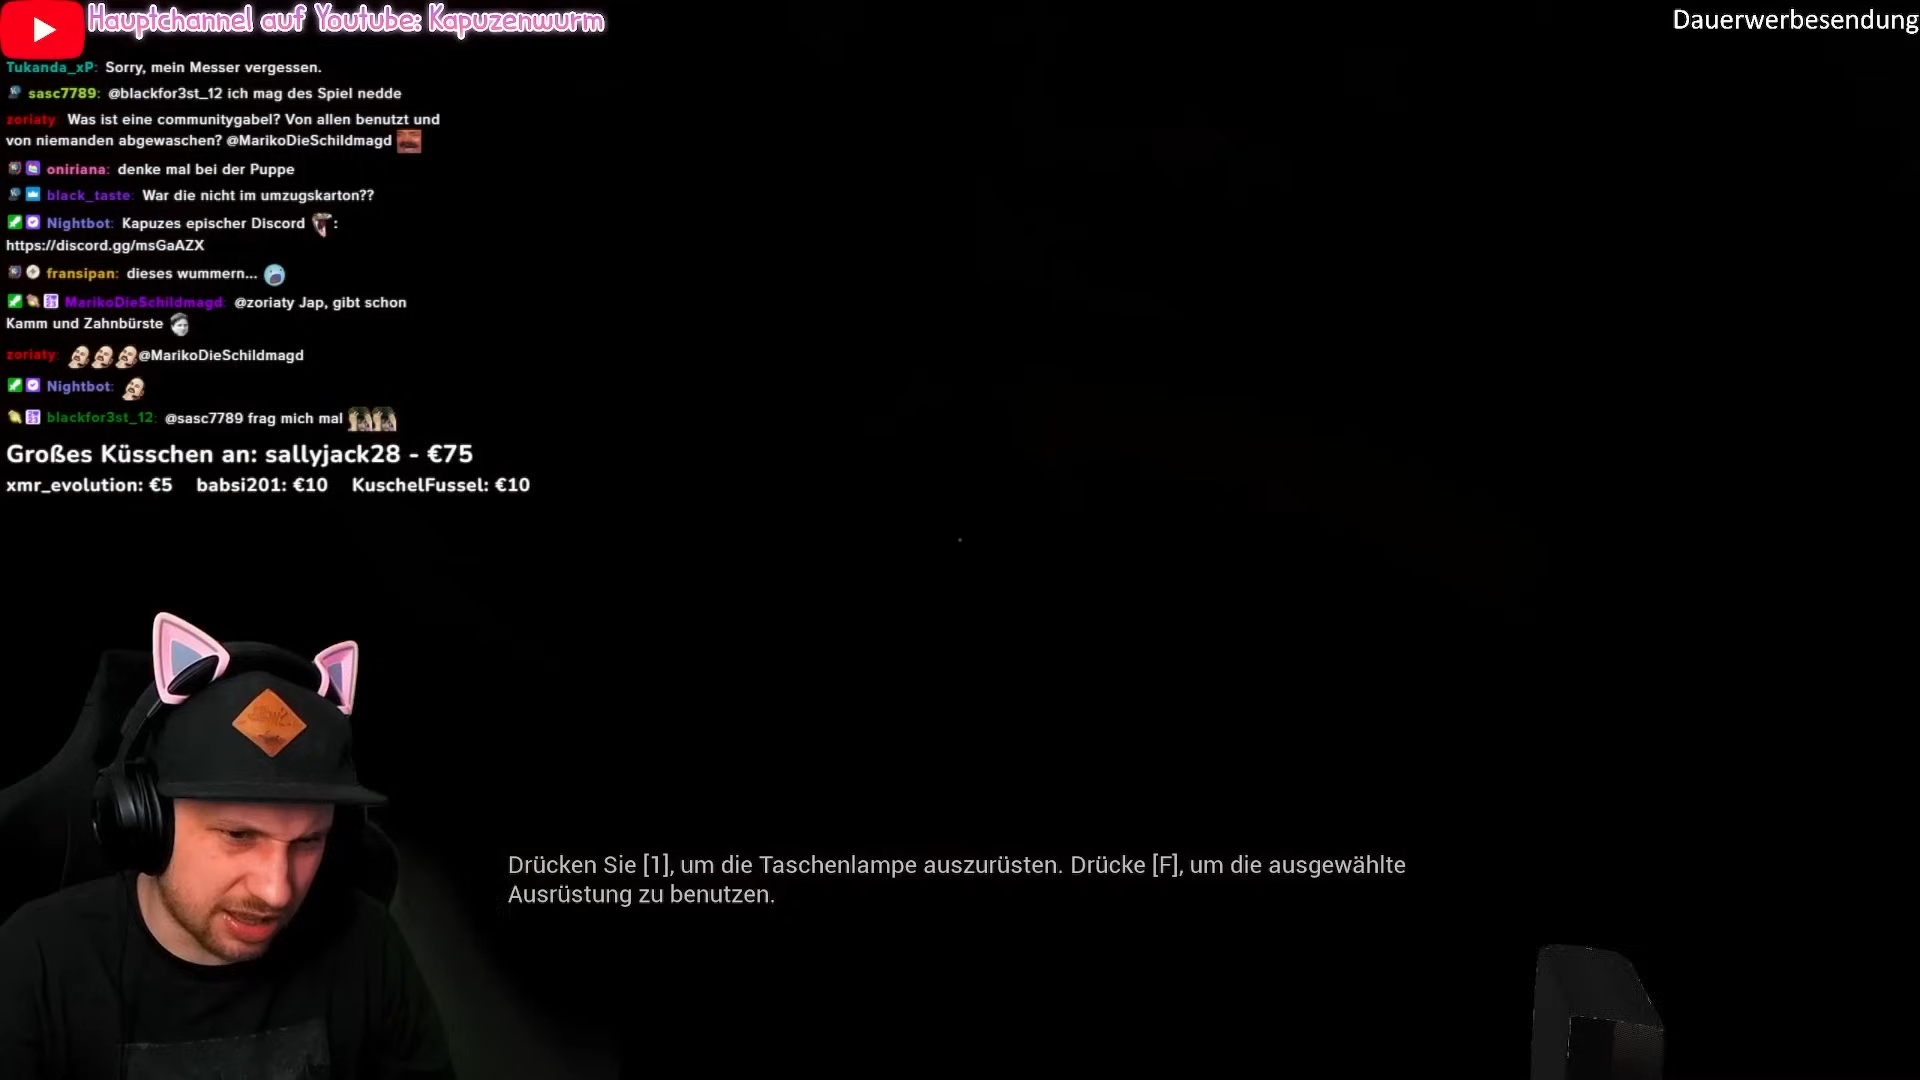 Hauptchannel auf Youtube: Kapuzenwurm
Dauerwerbesendung
Tukanda_xP: Sorry, mein Messer vergessen.
sasc7789: @blackfor3st_12 ich mag des Spiel nedde
zoriaty: Was ist eine communitygabel? Von allen benutzt und
von niemanden abgewaschen? @MarikoDieSchildmagd
oniriana: denke mal bei der Puppe
black_taste: War die nicht im umzugskarton??
Nightbot: Kapuzes epischer Discord :
https://discord.gg/msGaAZX
fransipan: dieses wummern...
MarikoDieSchildmagd: @zoriaty Jap, gibt schon
Kamm und Zahnbürste
zoriaty: @MarikoDieSchildmagd
Nightbot:
blackfor3st_12: @sasc7789 frag mich mal
Großes Küsschen an: sallyjack28 - €75
xmr_evolution: €5 babsi201: €10 KuschelFussel: €10
Drücken Sie [1], um die Taschenlampe auszurüsten. Drücke [F], um die ausgewählte
Ausrüstung zu benutzen.